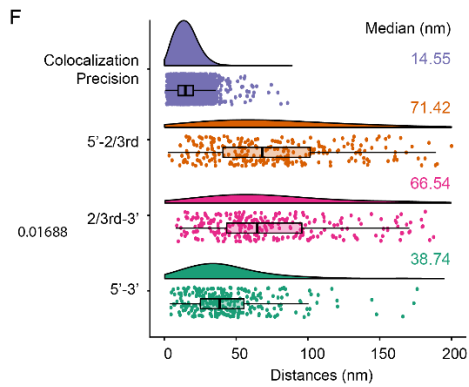 F
Median (nm)
Colocalization
Precision
14.55
71.42
5'-2/3rd
66.54
0.01688
2/3rd-3'
38.74
5'-3'
0
50
100
150
200
Distances (nm)